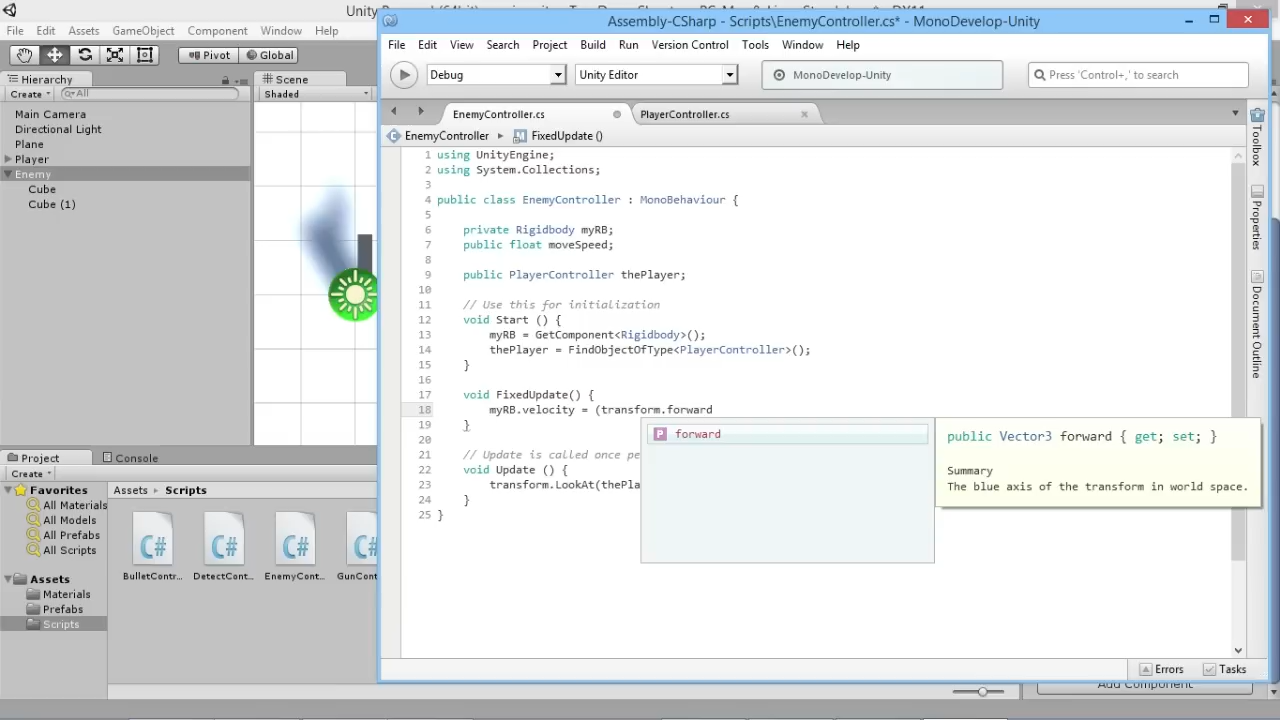 Assembly-CSharp - Scripts\EnemyController.cs* - MonoDevelop-Unity
File Edit Assets GameObject Component Window Help
File Edit View Search Project Build Run Version Control Tools Window Help
Pivot Global
Debug Unity Editor MonoDevelop-Unity Press 'Control+,' to search
Hierarchy
Create All
Main Camera
Directional Light
Plane
Player
Enemy
Cube
Cube (1)
Scene
Shaded
EnemyController.cs PlayerController.cs
EnemyController FixedUpdate ()
1 using UnityEngine;
2 using System.Collections;
3
4 public class EnemyController : MonoBehaviour {
5
6 private Rigidbody myRB;
7 public float moveSpeed;
8
9 public PlayerController thePlayer;
10
11 // Use this for initialization
12 void Start () {
13 myRB = GetComponent<Rigidbody>();
14 thePlayer = FindObjectOfType<PlayerController>();
15 }
16
17 void FixedUpdate() {
18 myRB.velocity = (transform.forward
19 }
20
21 // Update is called once pe
22 void Update () {
23 transform.LookAt(thePla
24 }
25 }
forward
public Vector3 forward { get; set; }
Summary
The blue axis of the transform in world space.
Toolbox
Properties
Document Outline
Project Console
Create
Favorites
All Materials
All Models
All Prefabs
All Scripts
Assets
Materials
Prefabs
Scripts
Assets Scripts
C# C# C# C#
BulletContr... DetectCont... EnemyCont... GunCont
Errors Tasks
Add Component